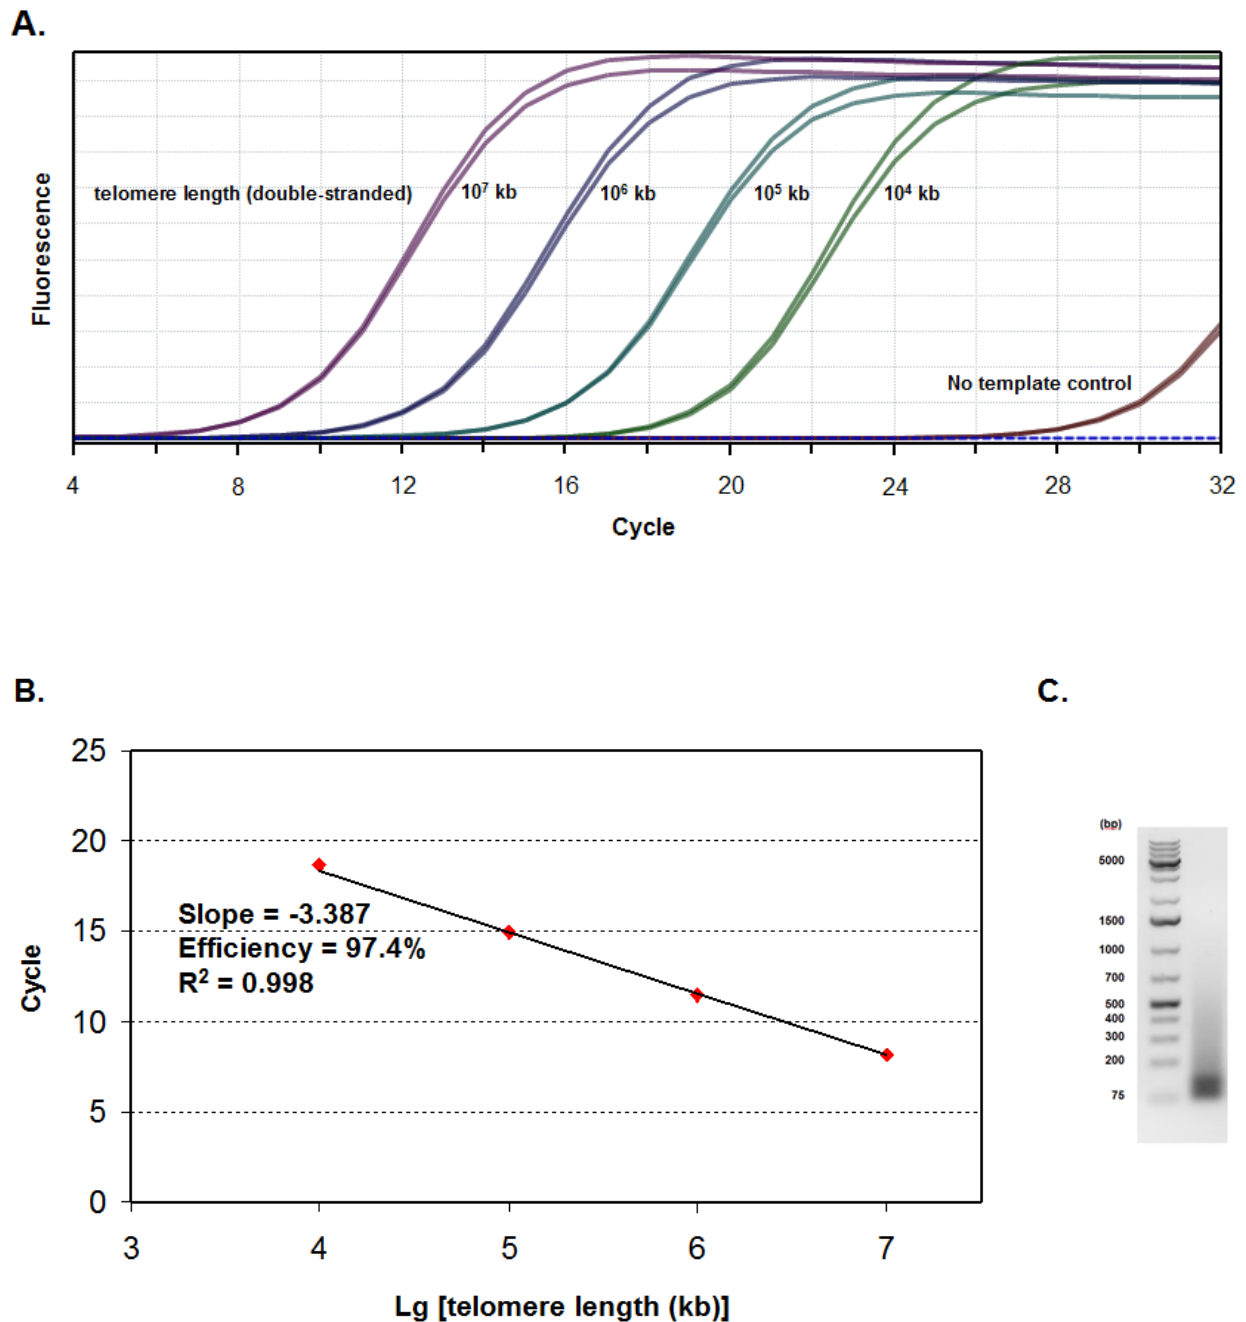 A.
Fluorescence
telomere length (double-stranded)
10⁷ kb
10⁶ kb
10⁵ kb
10⁴ kb
No template control
4
8
12
16
20
24
28
32
Cycle
B.
25
20
15
10
5
0
Cycle
Slope = -3.387
Efficiency = 97.4%
R² = 0.998
3
4
5
6
7
Lg [telomere length (kb)]
C.
(bp)
5000
1500
1000
700
500
400
300
200
75